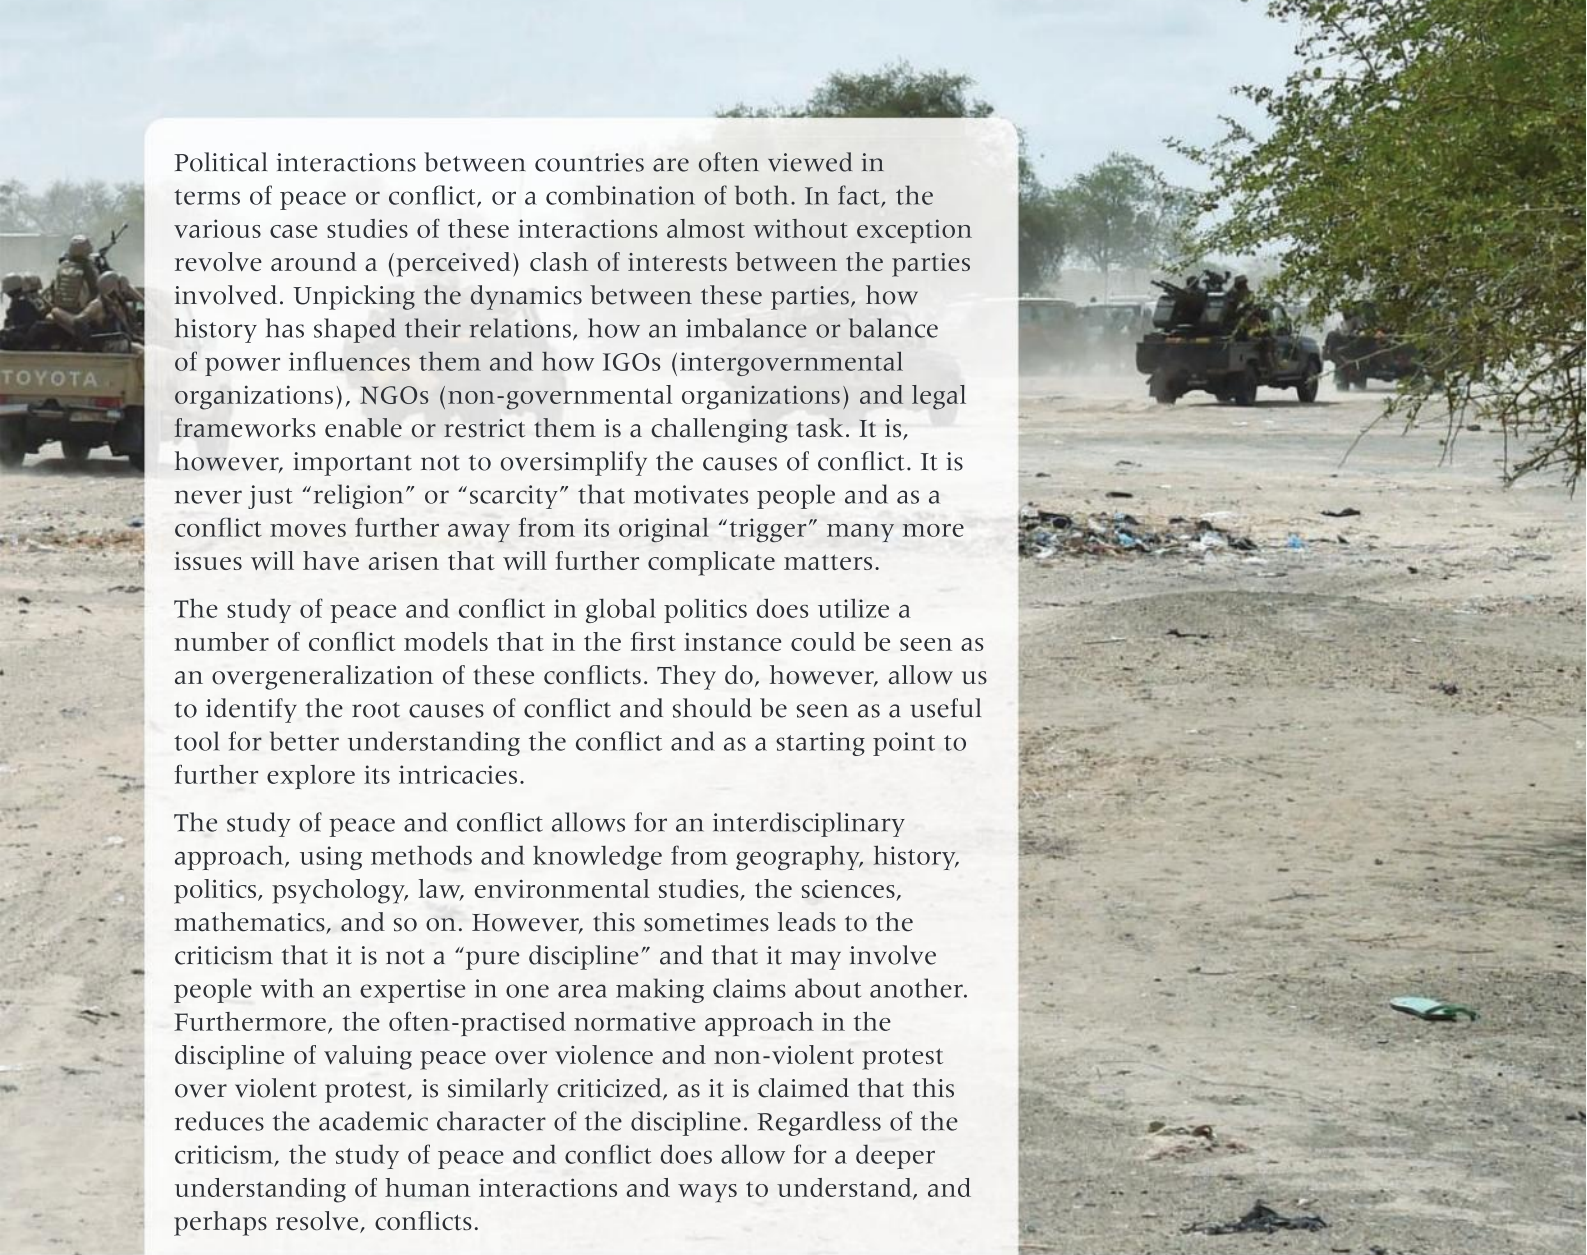 Political interactions between countries are often viewed in
terms of peace or conflict, or a combination of both. In fact, the
various case studies of these interactions almost without exception
revolve around a (perceived) clash of interests between the parties
involved. Unpicking the dynamics between these parties, how
history has shaped their relations, how an imbalance or balance
of power influences them and how IGOs (intergovernmental
organizations), NGOs (non-governmental organizations) and legal
frameworks enable or restrict them is a challenging task. It is,
however, important not to oversimplify the causes of conflict. It is
never just “religion” or “scarcity” that motivates people and as a
conflict moves further away from its original “trigger” many more
issues will have arisen that will further complicate matters.
The study of peace and conflict in global politics does utilize a
number of conflict models that in the first instance could be seen as
an overgeneralization of these conflicts. They do, however, allow us
to identify the root causes of conflict and should be seen as a useful
tool for better understanding the conflict and as a starting point to
further explore its intricacies.
The study of peace and conflict allows for an interdisciplinary
approach, using methods and knowledge from geography, history,
politics, psychology, law, environmental studies, the sciences,
mathematics, and so on. However, this sometimes leads to the
criticism that it is not a “pure discipline” and that it may involve
people with an expertise in one area making claims about another.
Furthermore, the often-practised normative approach in the
discipline of valuing peace over violence and non-violent protest
over violent protest, is similarly criticized, as it is claimed that this
reduces the academic character of the discipline. Regardless of the
criticism, the study of peace and conflict does allow for a deeper
understanding of human interactions and ways to understand, and
perhaps resolve, conflicts.
TOYOTA